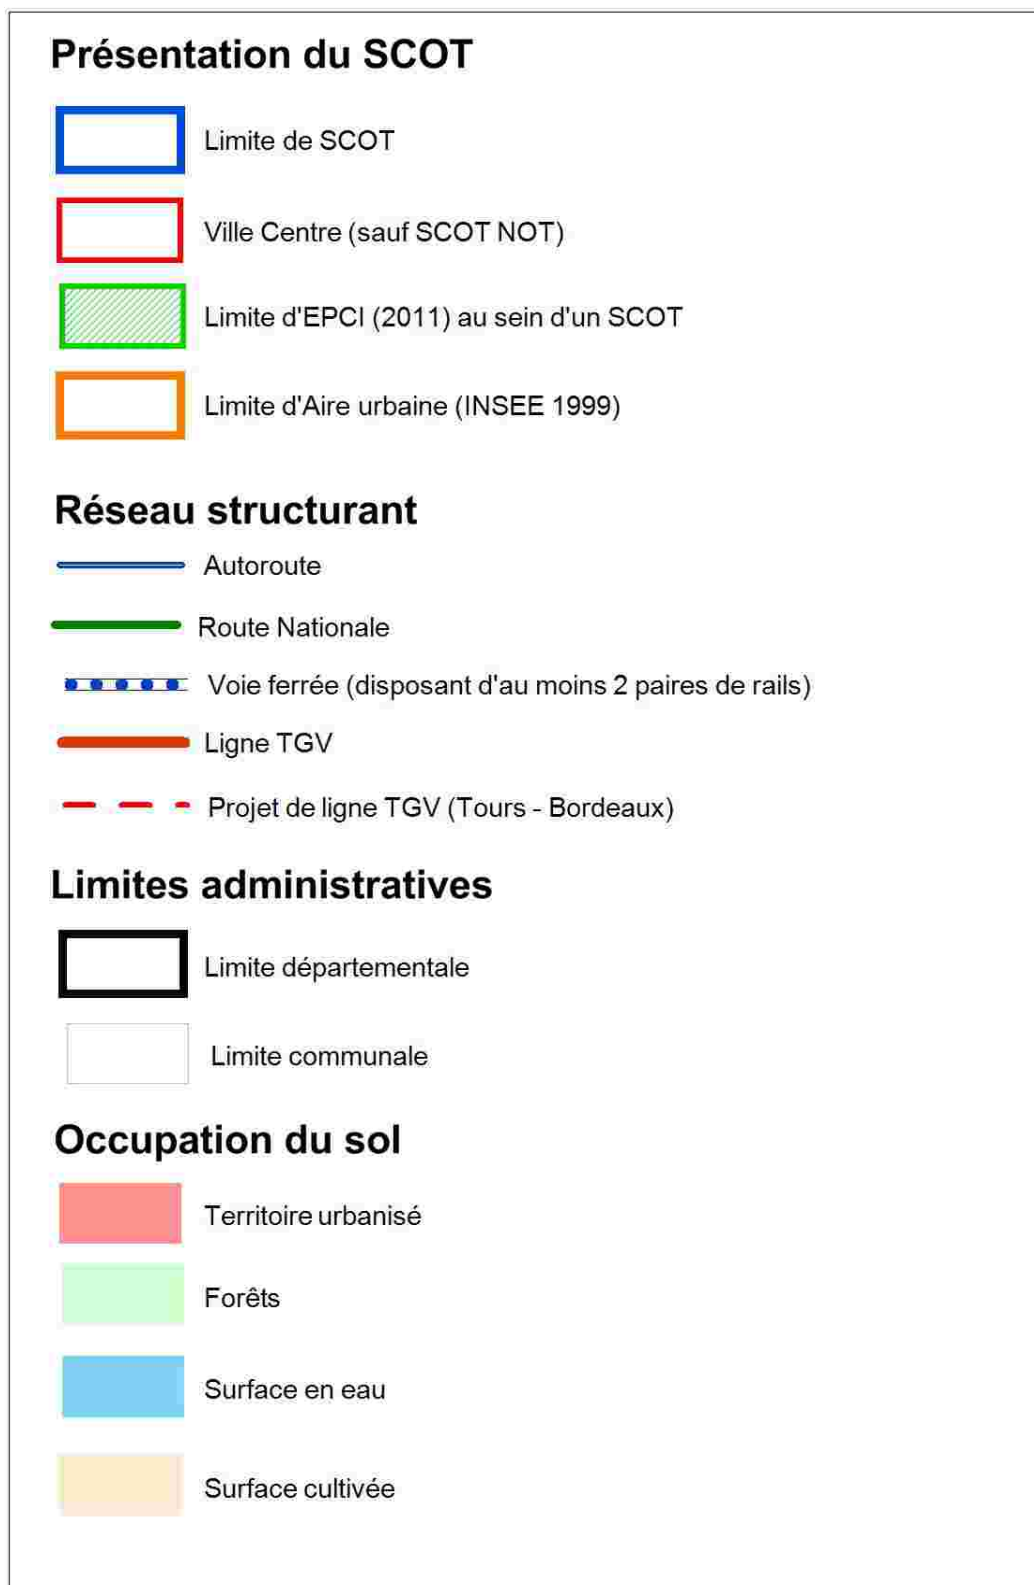 Présentation du SCOT
Limite de SCOT
Ville Centre (sauf SCOT NOT)
Limite d'EPCI (2011) au sein d'un SCOT
Limite d'Aire urbaine (INSEE 1999)
Réseau structurant
Autoroute
Route Nationale
Voie ferrée (disposant d'au moins 2 paires de rails)
Ligne TGV
Projet de ligne TGV (Tours - Bordeaux)
Limites administratives
Limite départementale
Limite communale
Occupation du sol
Territoire urbanisé
Forêts
Surface en eau
Surface cultivée